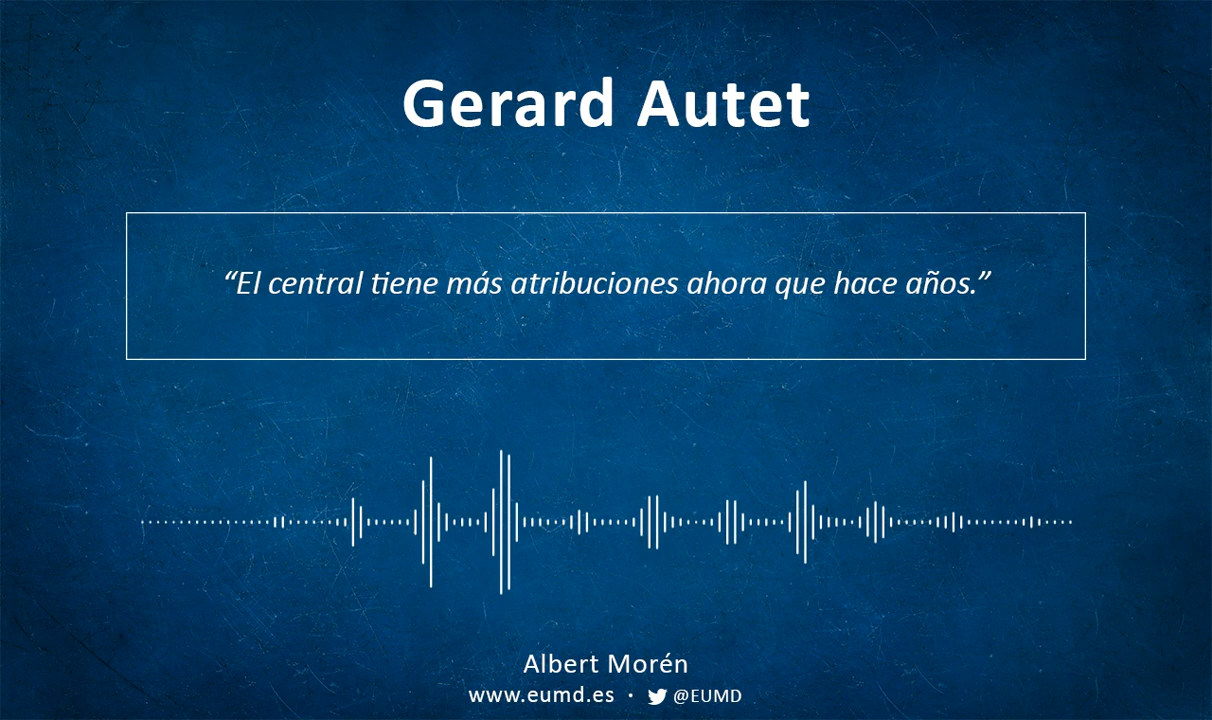 Gerard Autet
“El central tiene más atribuciones ahora que hace años.”
Albert Morén
www.eumd.es · @EUMD